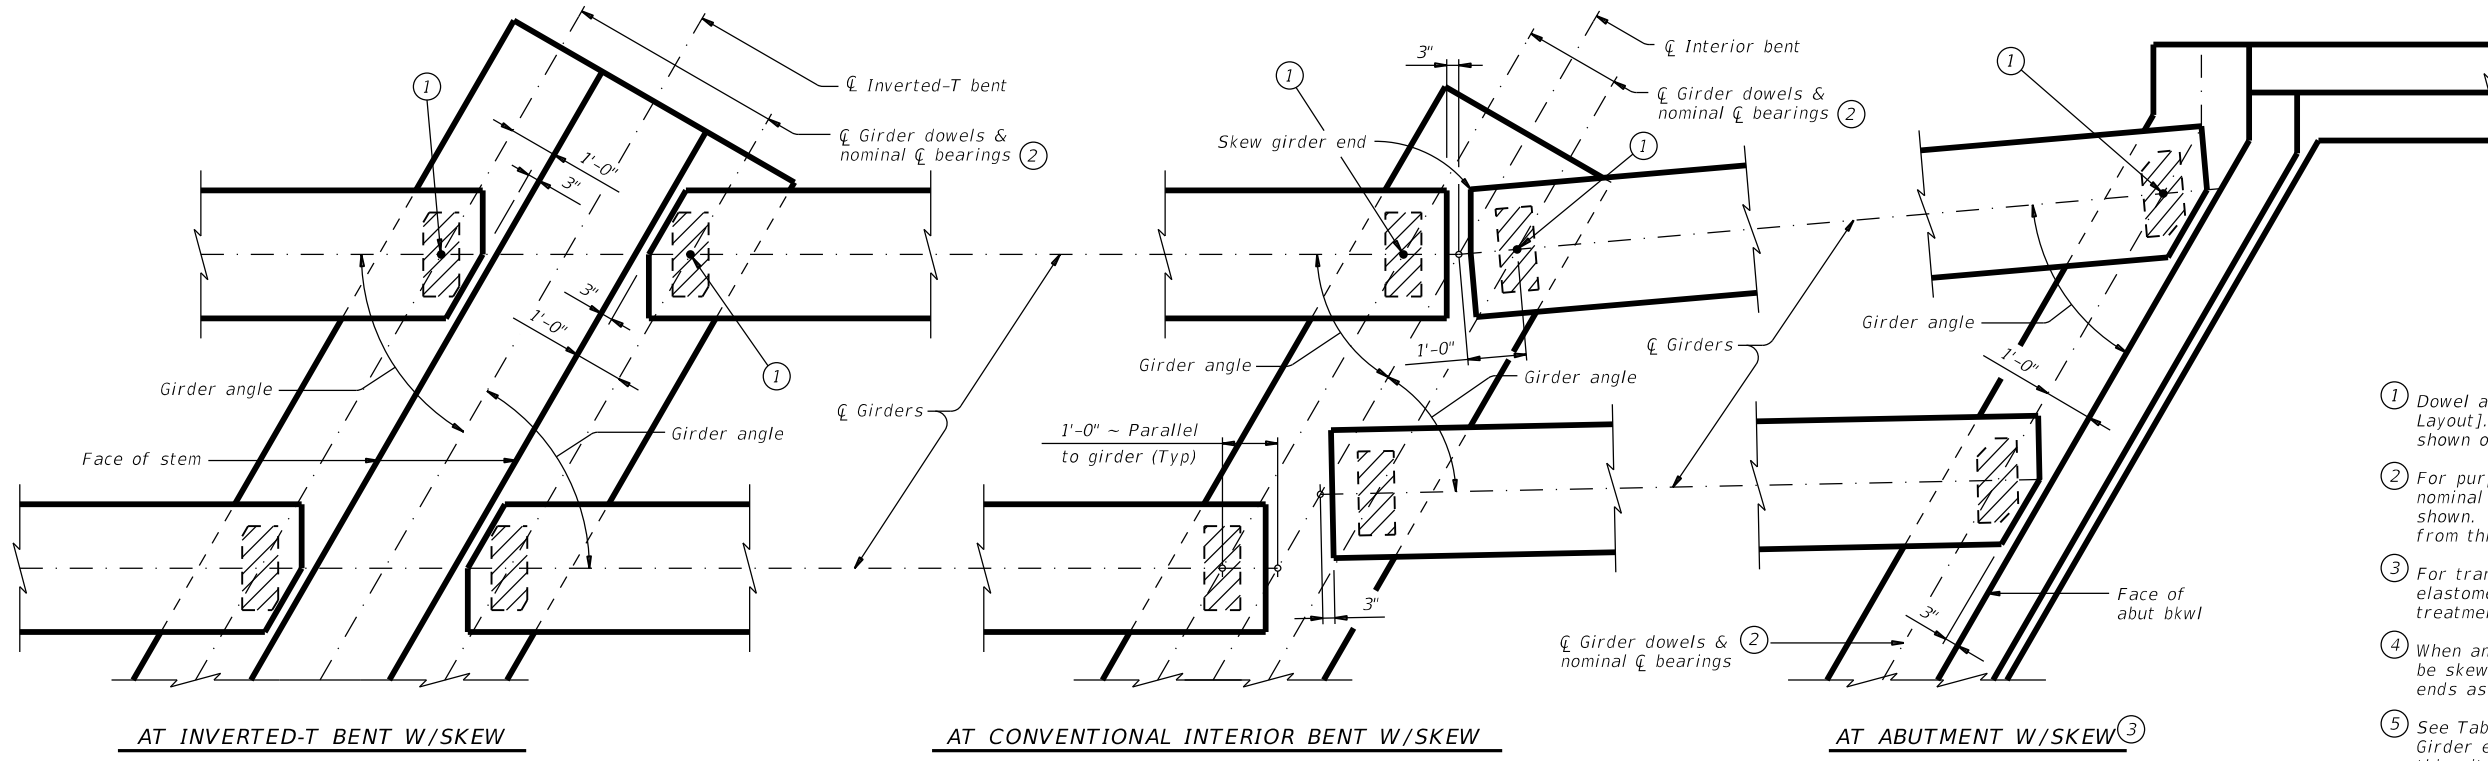 ℄ Inverted-T bent
℄ Girder dowels &
nominal ℄ bearings 2
1
1'-0"
3"
3"
1'-0"
1
Girder angle
Girder angle
Face of stem
℄ Girders
AT INVERTED-T BENT W/SKEW
3"
℄ Interior bent
℄ Girder dowels &
nominal ℄ bearings 2
1
Skew girder end
1
Girder angle
1'-0"
Girder angle
1'-0" ~ Parallel
to girder (Typ)
3"
AT CONVENTIONAL INTERIOR BENT W/SKEW
1
Girder angle
℄ Girders
1'-0"
3"
Face of
abut bkwl
℄ Girder dowels & 2
nominal ℄ bearings
AT ABUTMENT W/SKEW 3
1 Dowel a
Layout].
shown o
2 For pur
nominal
shown.
from th
3 For tran
elastome
treatmen
4 When an
be skew
ends as
5 See Tab
Girder e